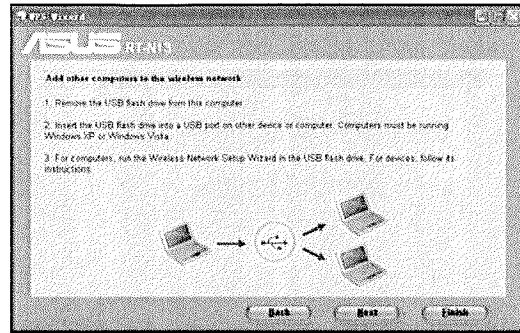 WPS Wizard
ASUS RT-N13
Add other computers to the wireless network
1. Remove the USB flash drive from this computer
2. Insert the USB flash drive into a USB port on other device or computer. Computers must be running
Windows XP or Windows Vista
3. For computers, run the Wireless Network Setup Wizard in the USB flash drive. For devices, follow its
instructions
Back
Next
Finish